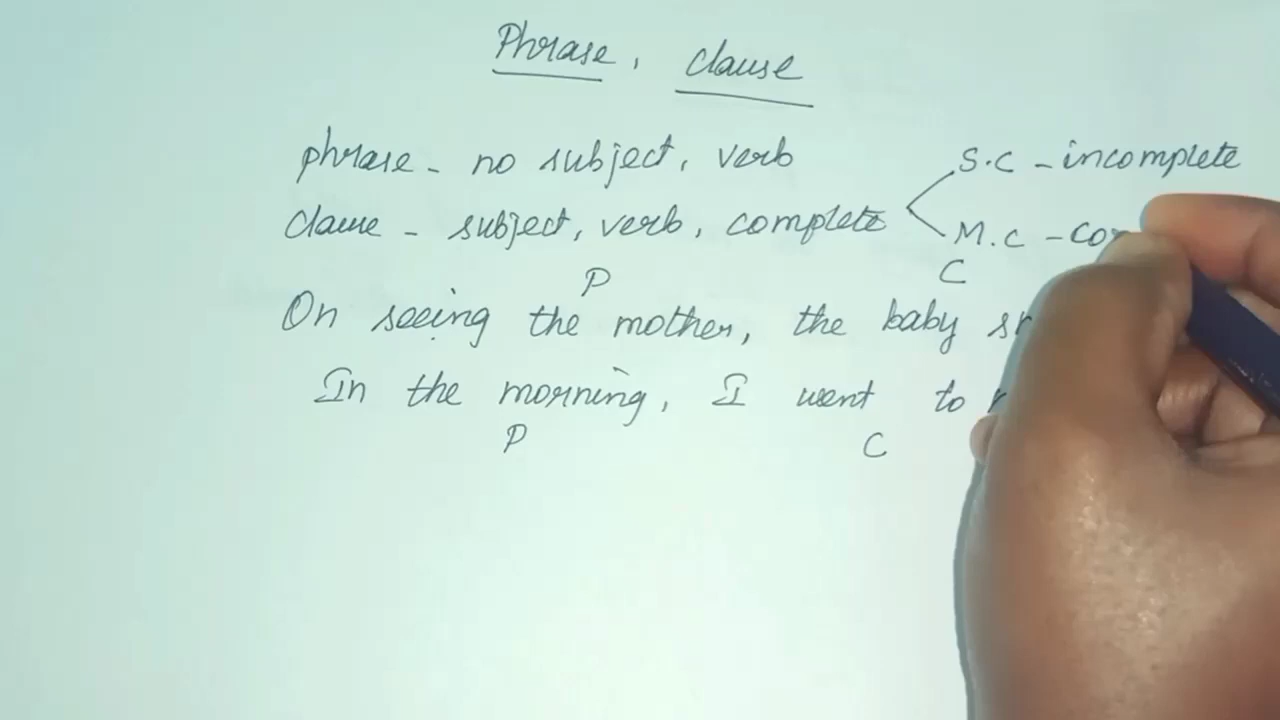 Phrase, Clause
phrase - no subject, verb
S.C - incomplete
Clause - subject, verb, complete
M.C -
P C
On seeing the mother, the baby
In the morning, I went to
P C